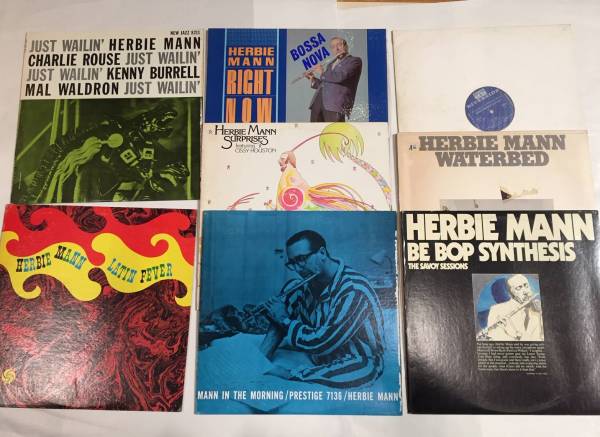 NEW JAZZ 8211
JUST WAILIN' HERBIE MANN
CHARLIE ROUSE JUST WAILIN'
JUST WAILIN' KENNY BURRELL
MAL WALDRON JUST WAILIN'
HERBIE
MANN
RIGHT
NOW
BOSSA
NOVA
HERBIE MANN
SURPRISES
featuring
CISSY HOUSTON
HERBIE MANN
WATERBED
HERBIE MANN
LATIN FEVER
MANN IN THE MORNING/PRESTIGE 7136/HERBIE MANN
HERBIE MANN
BE BOP SYNTHESIS
THE SAVOY SESSIONS